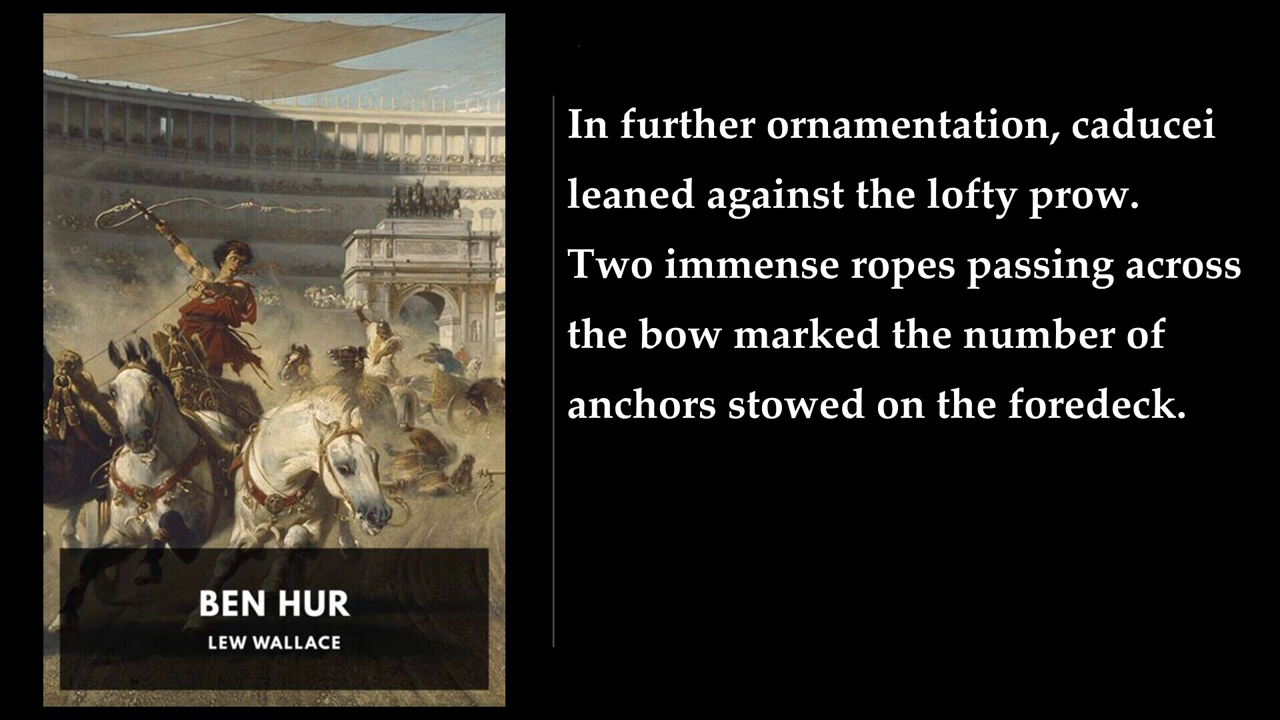 In further ornamentation, caducei
leaned against the lofty prow.
Two immense ropes passing across
the bow marked the number of
anchors stowed on the foredeck.
BEN HUR
LEW WALLACE